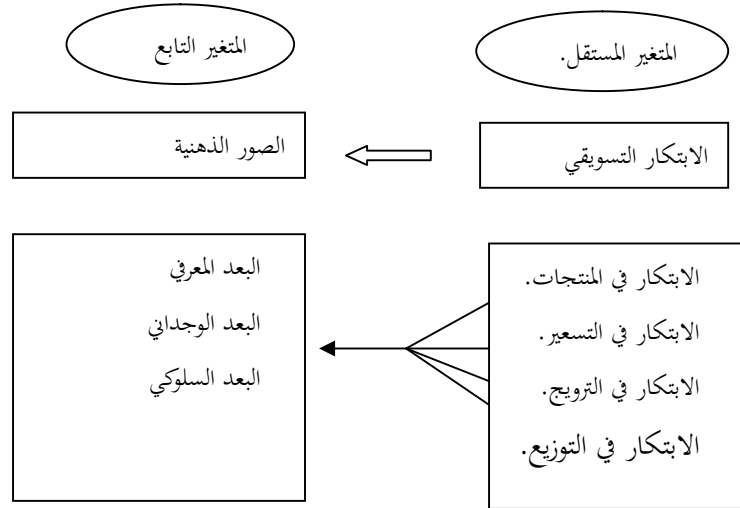 المتغير المستقل.
المتغير التابع
الابتكار التسويقي
الصور الذهنية
الابتكار في المنتجات.
الابتكار في التسعير.
الابتكار في الترويج.
الابتكار في التوزيع.
البعد المعرفي
البعد الوجداني
البعد السلوكي